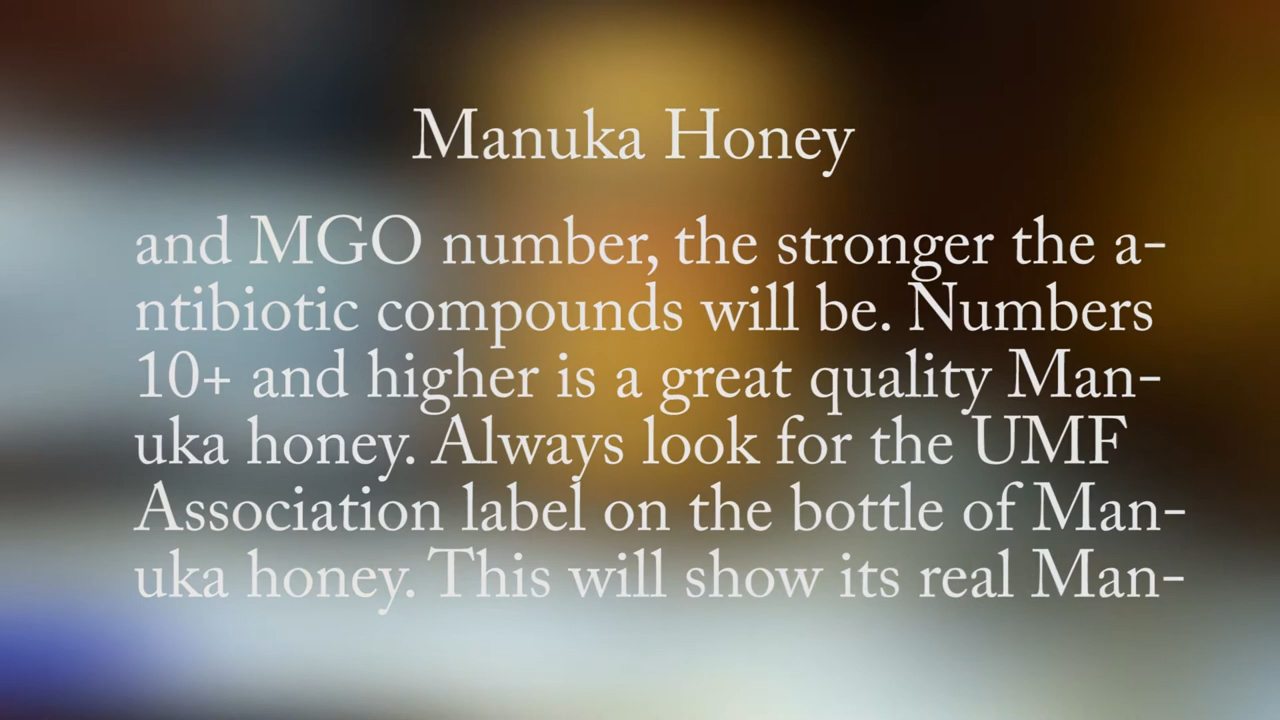 Manuka Honey
and MGO number, the stronger the a-
ntibiotic compounds will be. Numbers
10+ and higher is a great quality Man-
uka honey. Always look for the UMF
Association label on the bottle of Man-
uka honey. This will show its real Man-